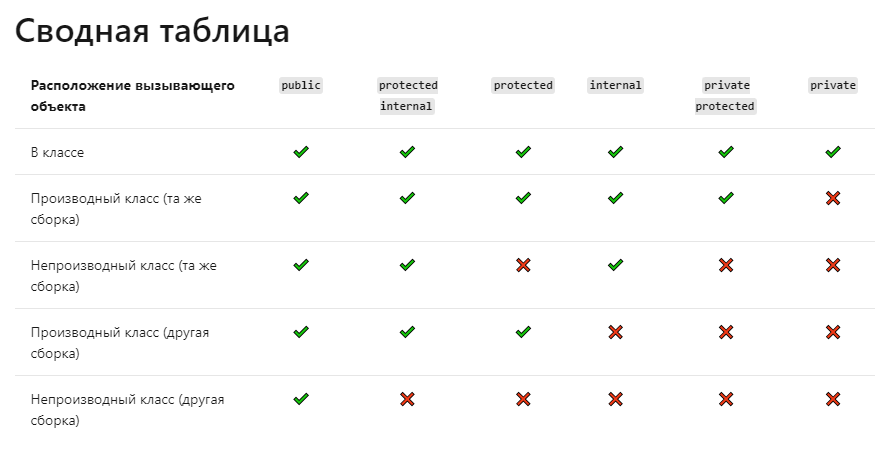 Сводная таблица
Расположение вызывающего объекта public protected internal protected internal private protected private
В классе
Производный класс (та же
сборка)
Непроизводный класс (та же
сборка)
Производный класс (другая
сборка)
Непроизводный класс (другая
сборка)